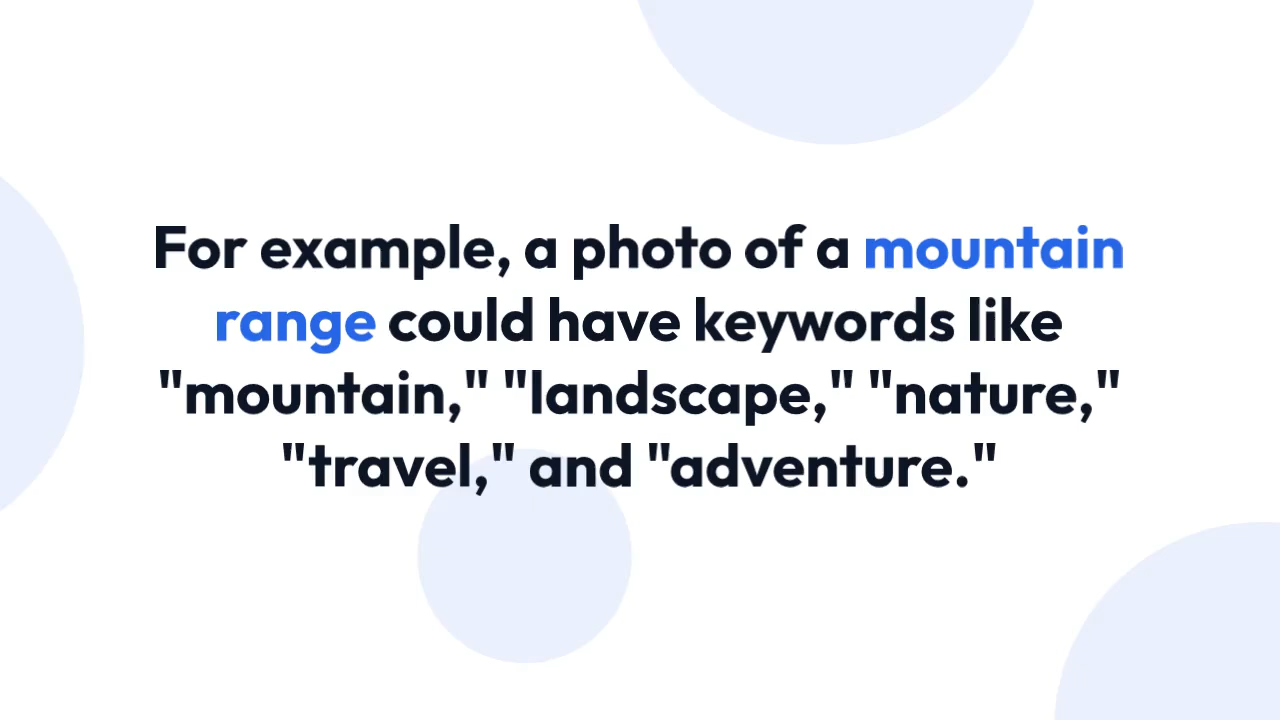 For example, a photo of a mountain
range could have keywords like
"mountain," "landscape," "nature,"
"travel," and "adventure."